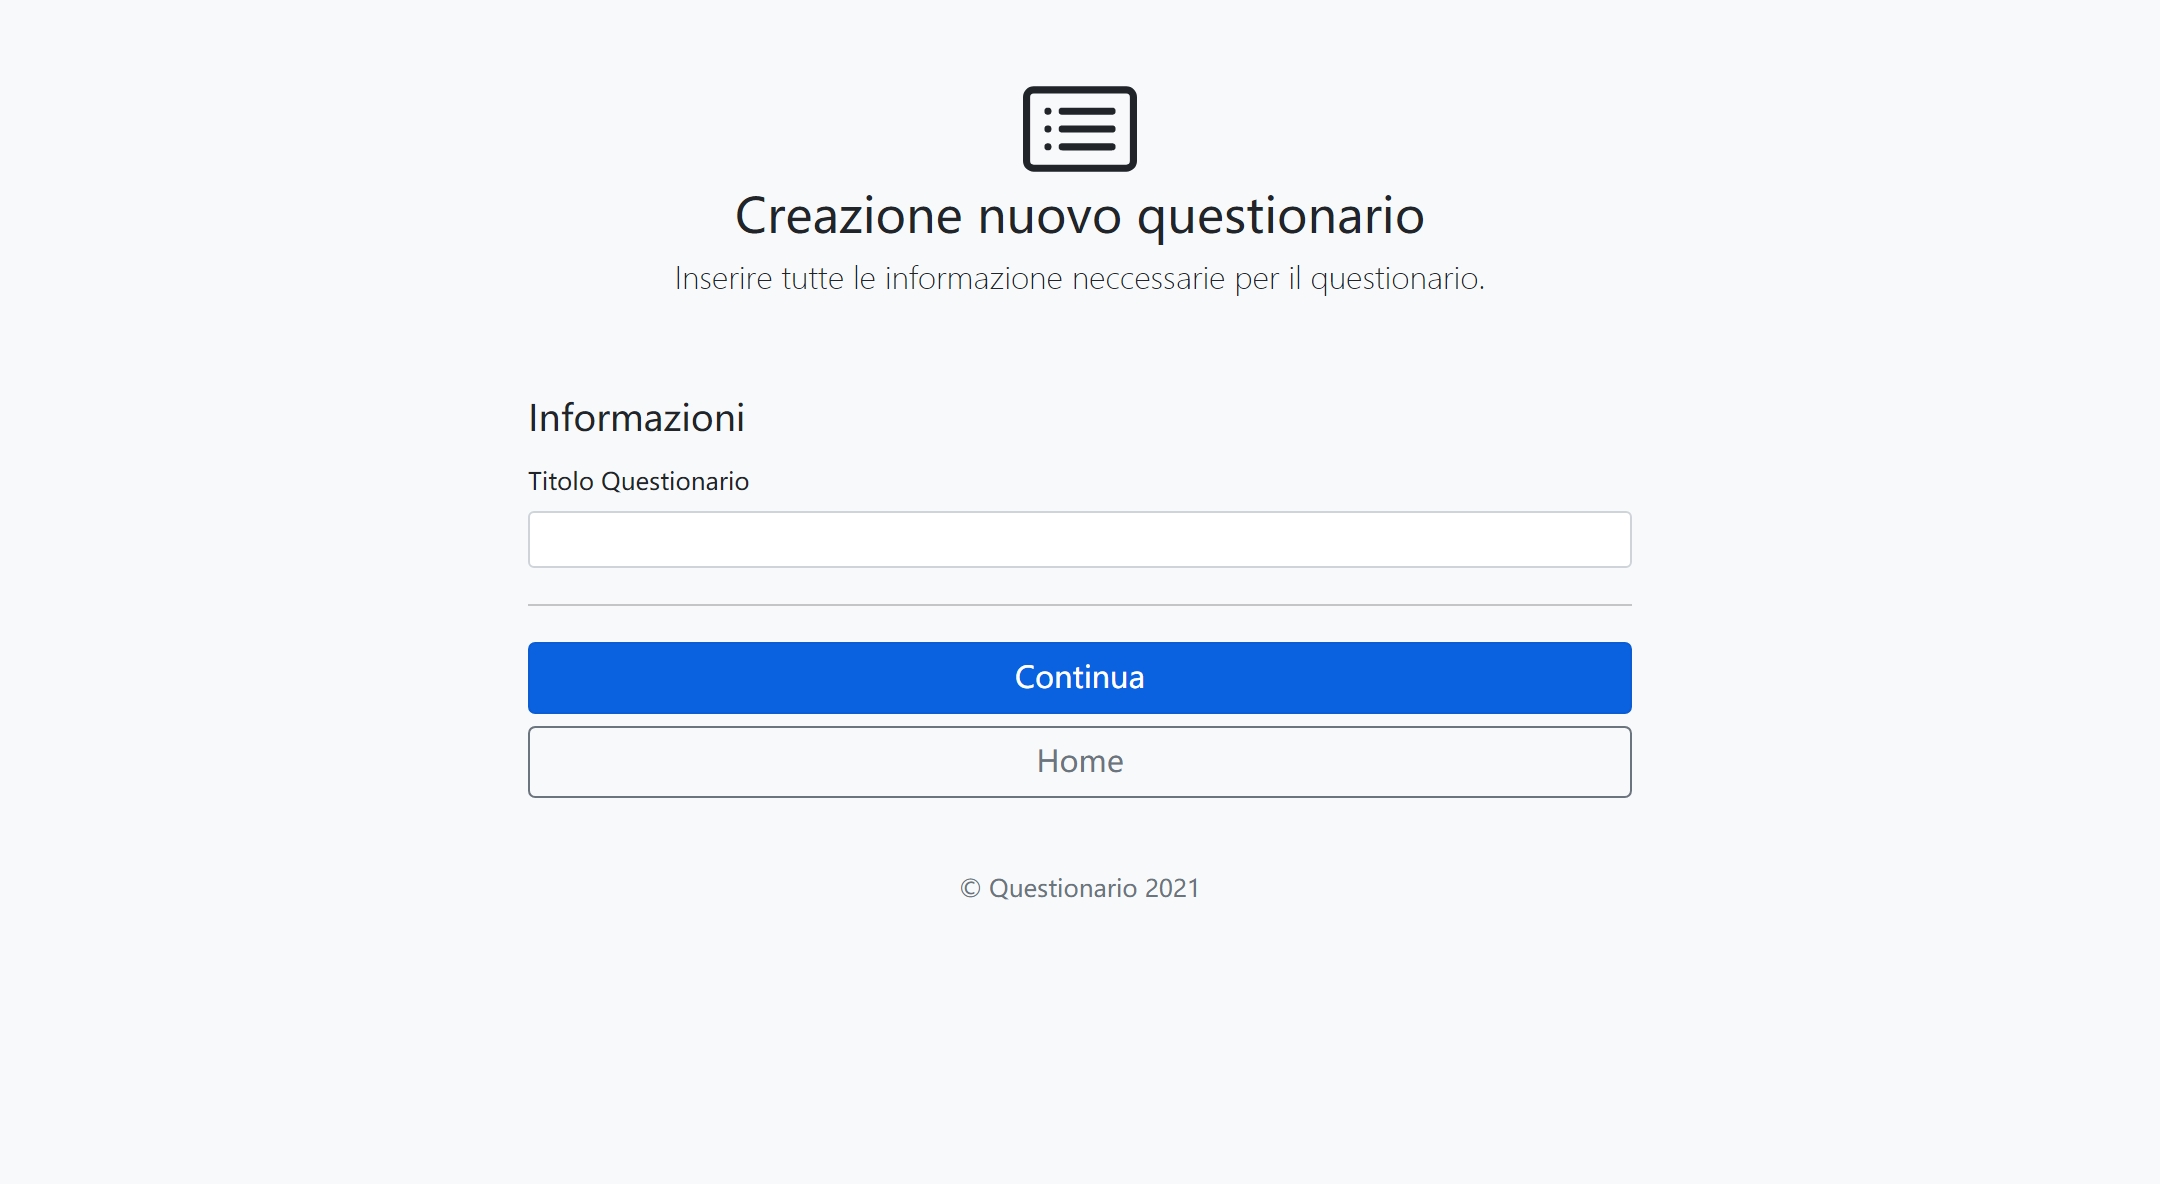 Creazione nuovo questionario
Inserire tutte le informazione neccessarie per il questionario.
Informazioni
Titolo Questionario
Continua
Home
© Questionario 2021